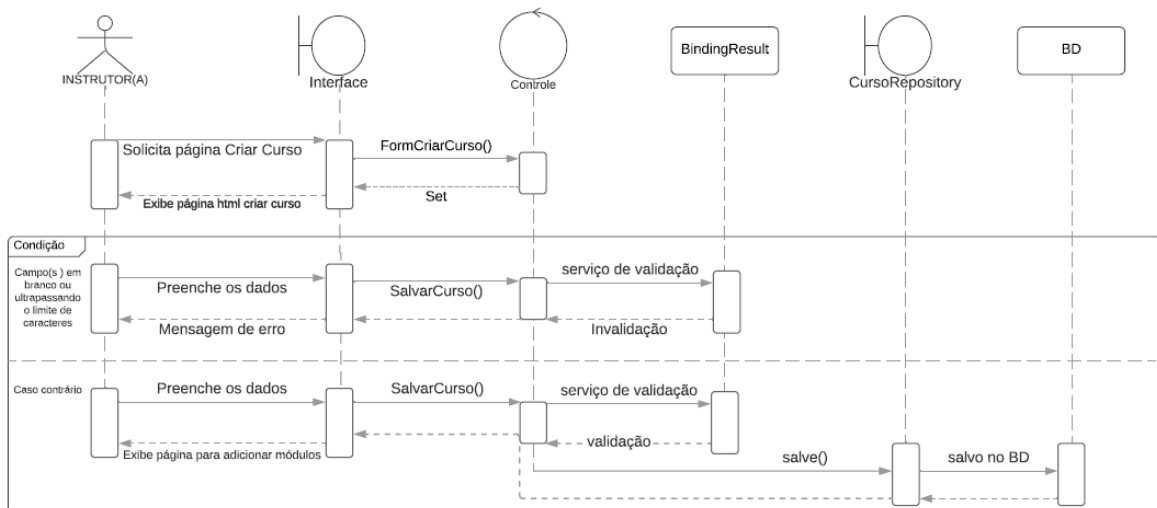 INSTRUTOR(A)
Interface
Controle
BindingResult
CursoRepository
BD
Solicita página Criar Curso
FormCriarCurso()
Set
Exibe página html criar curso
Condição
Campo(s ) em
branco ou
ultrapassando
o limite de
caracteres
Preenche os dados
SalvarCurso()
serviço de validação
Mensagem de erro
Invalidação
Caso contrário
Preenche os dados
SalvarCurso()
serviço de validação
validação
Exibe página para adicionar módulos
salve()
salvo no BD